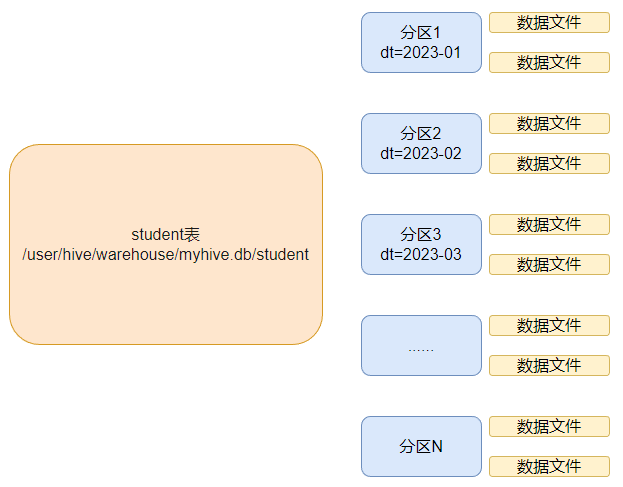 student表
/user/hive/warehouse/myhive.db/student
分区1
dt=2023-01
数据文件
数据文件
分区2
dt=2023-02
数据文件
数据文件
分区3
dt=2023-03
数据文件
数据文件
......
数据文件
数据文件
分区N
数据文件
数据文件